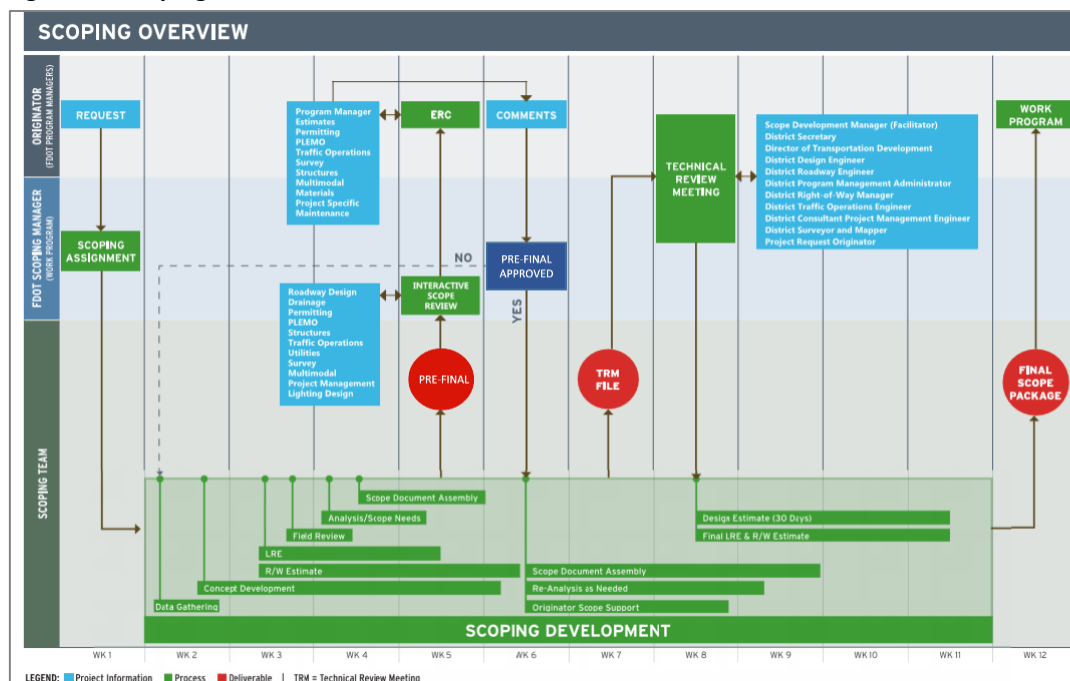 SCOPING OVERVIEW
ORIGINATOR
(FDOT PROGRAM MANAGERS)
REQUEST
Program Manager
Estimates
Permitting
PLEMO
Traffic Operations
Survey
Structures
Multimodal
Materials
Project Specific
Maintenance
ERC
COMMENTS
TECHNICAL
REVIEW
MEETING
Scope Development Manager (Facilitator)
District Secretary
Director of Transportation Development
District Design Engineer
District Roadway Engineer
District Program Management Administrator
District Right-of-Way Manager
District Traffic Operations Engineer
District Consultant Project Management Engineer
District Surveyor and Mapper
Project Request Originator
WORK
PROGRAM
FDOT SCOPING MANAGER
(WORK PROGRAM)
SCOPING
ASSIGNMENT
NO
PRE-FINAL
APPROVED
YES
Roadway Design
Drainage
Permitting
PLEMO
Structures
Traffic Operations
Utilities
Survey
Multimodal
Project Management
Lighting Design
INTERACTIVE
SCOPE
REVIEW
PRE-FINAL
TRM
FILE
FINAL
SCOPE
PACKAGE
SCOPING TEAM
Scope Document Assembly
Analysis/Scope Needs
Field Review
LRE
R/W Estimate
Concept Development
Data Gathering
Scope Document Assembly
Re-Analysis as Needed
Originator Scope Support
Design Estimate (30 Days)
Final LRE & R/W Estimate
SCOPING DEVELOPMENT
WK 1
WK 2
WK 3
WK 4
WK 5
WK 6
WK 7
WK 8
WK 9
WK 10
WK 11
WK 12
LEGEND: Project Information Process Deliverable | TRM = Technical Review Meeting